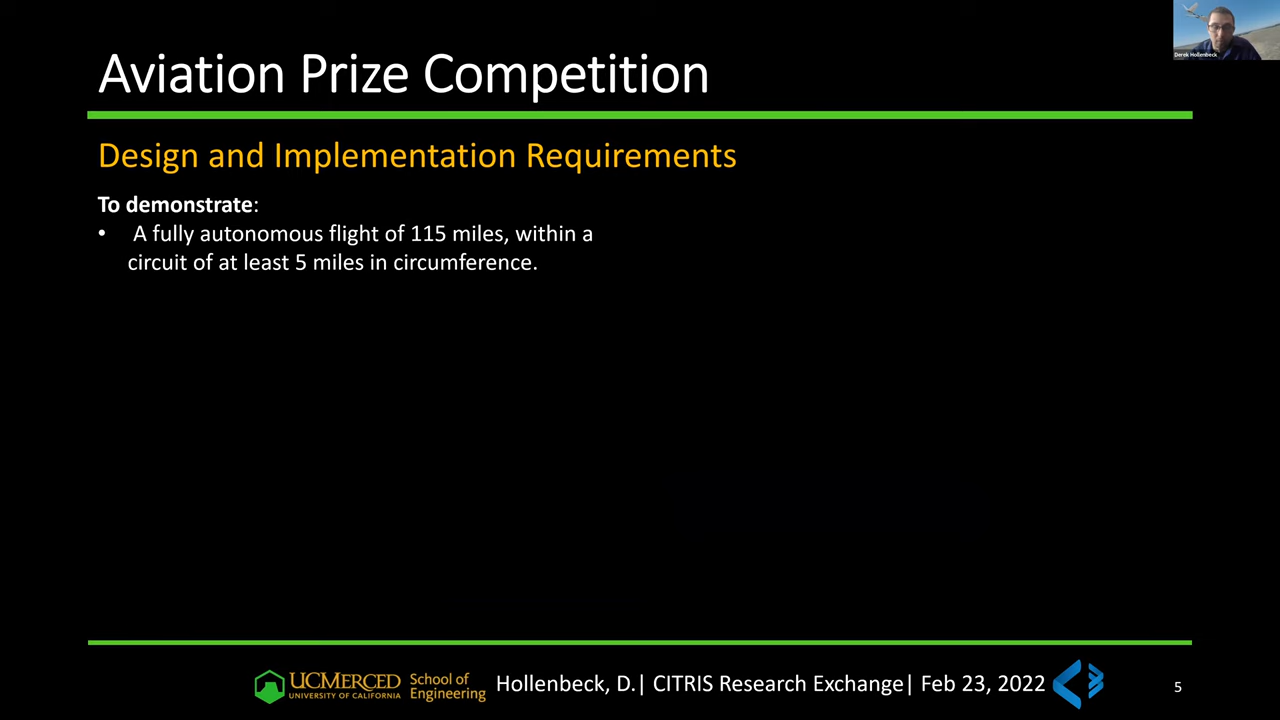 Derek Hollenbeck
Aviation Prize Competition
Design and Implementation Requirements
To demonstrate:
• A fully autonomous flight of 115 miles, within a
circuit of at least 5 miles in circumference.
UCMERCED
UNIVERSITY OF CALIFORNIA
School of
Engineering
Hollenbeck, D.| CITRIS Research Exchange| Feb 23, 2022
5